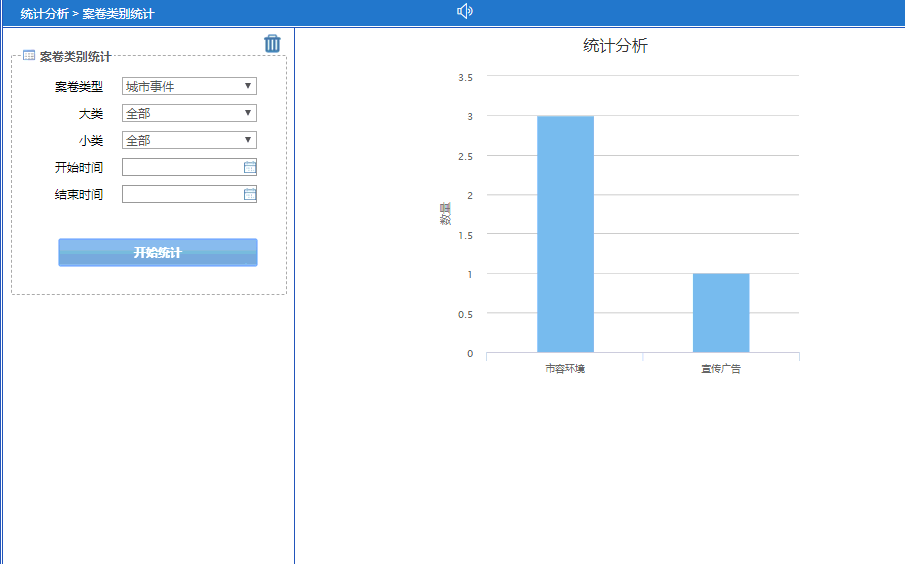 统计分析 > 案卷类别统计
案卷类别统计
案卷类型 城市事件
大类 全部
小类 全部
开始时间
结束时间
开始统计
统计分析
数量
3.5
3
2.5
2
1.5
1
0.5
0
市容环境 宣传广告